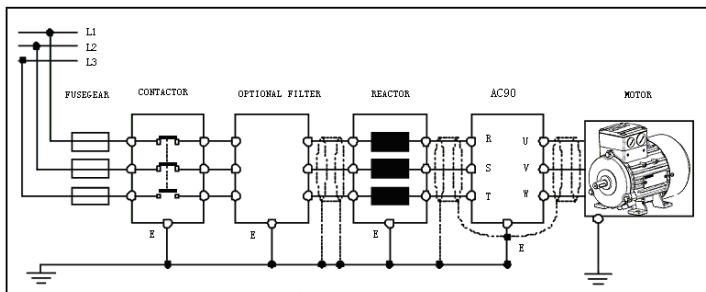 L1
L2
L3
FUSEGEAR CONTACTOR OPTIONAL FILTER REACTOR AC90 MOTOR
R U
S V
T W
E E E E